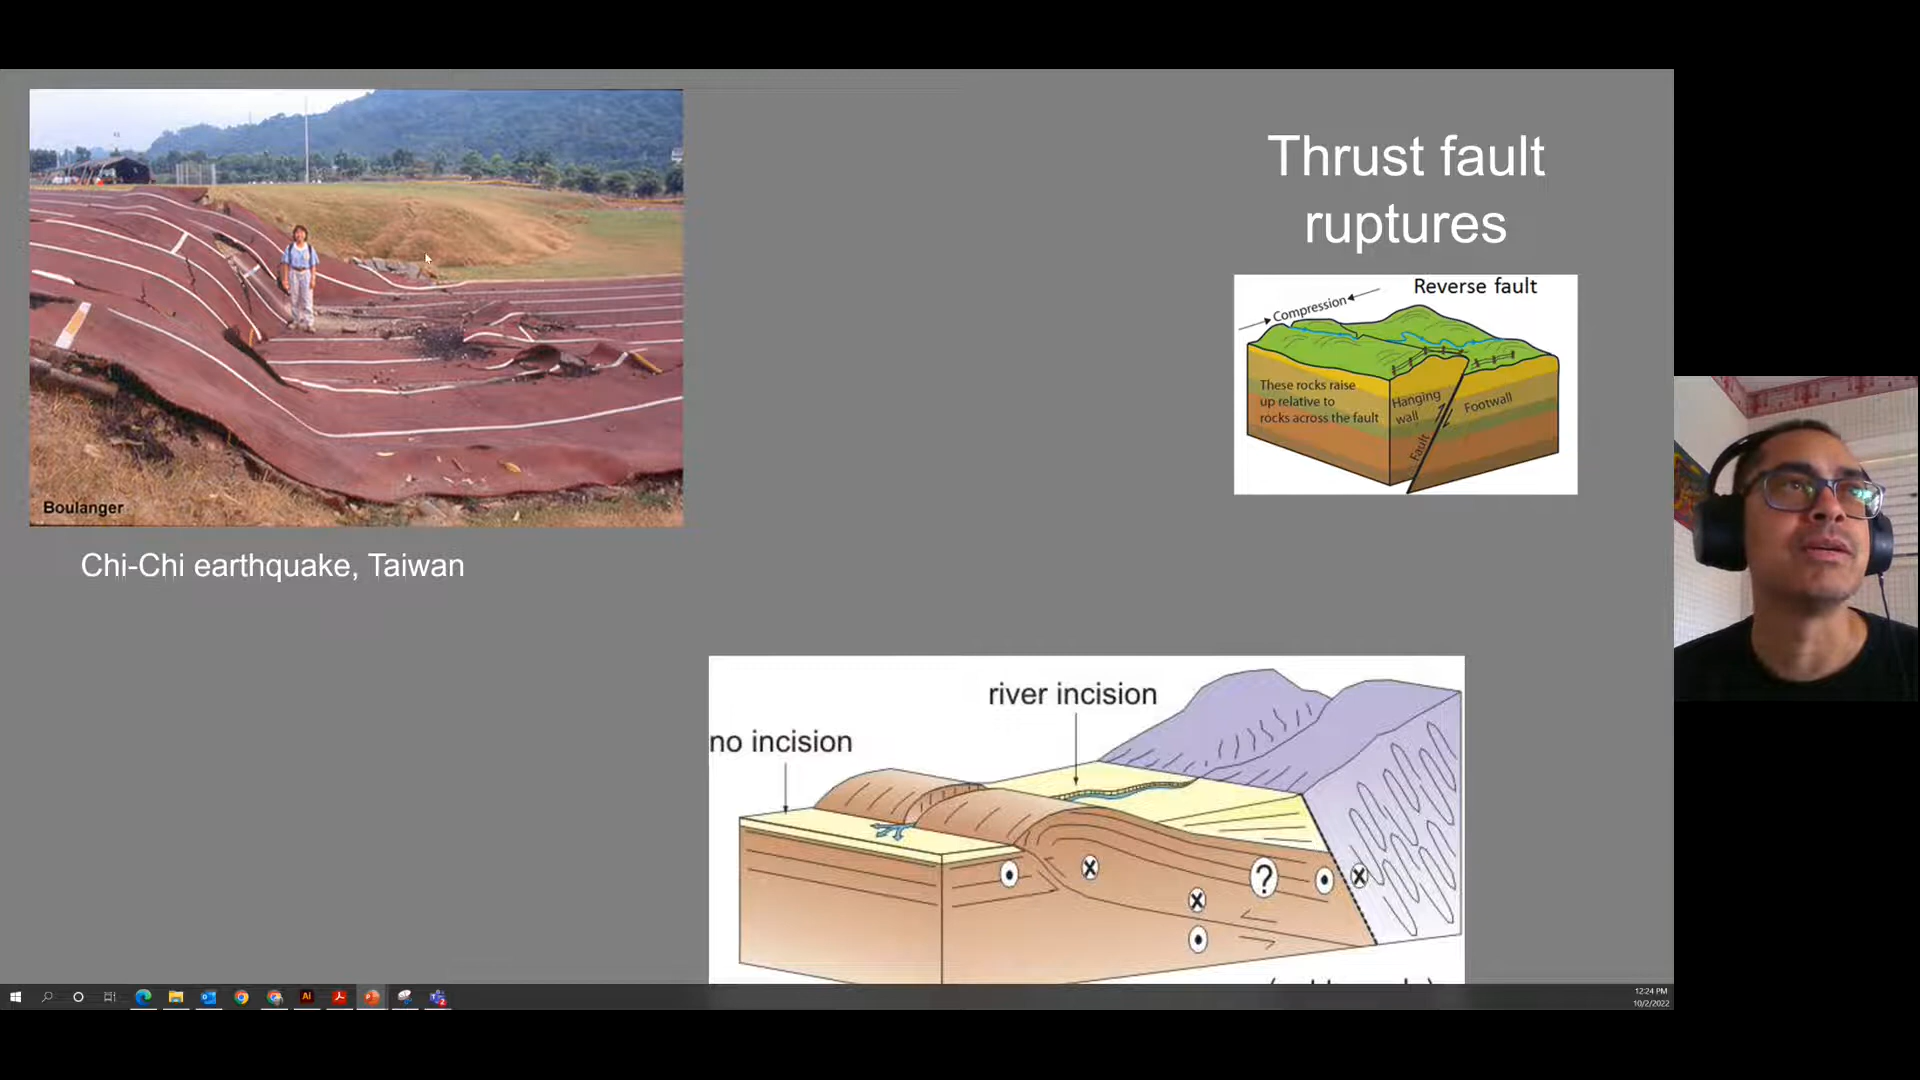 Thrust fault
ruptures
Boulanger
Chi-Chi earthquake, Taiwan
Reverse fault
Compression
These rocks raise
up relative to
rocks across the fault
Hanging
wall
Footwall
Fault
river incision
no incision
x
x
?
x
Ai
12:24 PM
10/2/2022